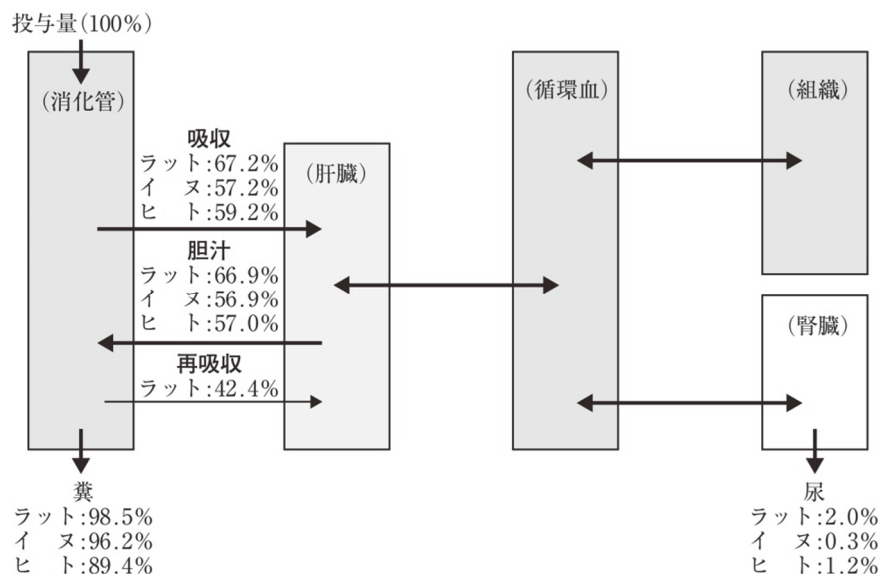 投与量(100%)
(消化管)
吸収
ラット:67.2%
イ　ヌ:57.2%
ヒ　ト:59.2%
胆汁
ラット:66.9%
イ　ヌ:56.9%
ヒ　ト:57.0%
再吸収
ラット:42.4%
(肝臓)
(循環血)
(組織)
(腎臓)
糞
ラット:98.5%
イ　ヌ:96.2%
ヒ　ト:89.4%
尿
ラット:2.0%
イ　ヌ:0.3%
ヒ　ト:1.2%